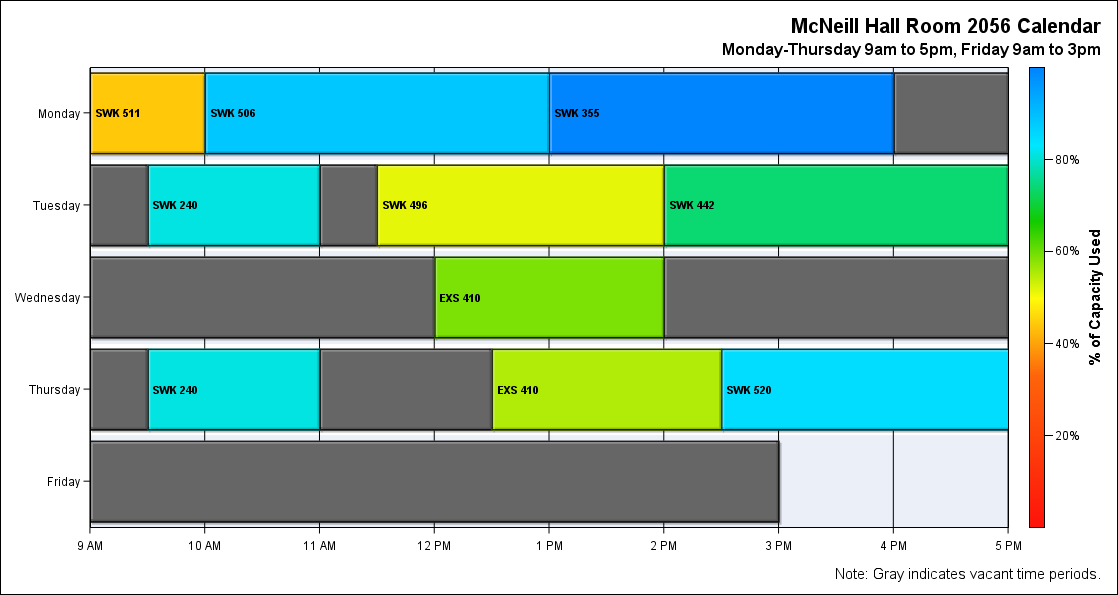 McNeill Hall Room 2056 Calendar
Monday-Thursday 9am to 5pm, Friday 9am to 3pm
Monday
SWK 511
SWK 506
SWK 355
Tuesday
SWK 240
SWK 496
SWK 442
Wednesday
EXS 410
Thursday
SWK 240
EXS 410
SWK 520
Friday
9 AM
10 AM
11 AM
12 PM
1 PM
2 PM
3 PM
4 PM
5 PM
80%
60%
40%
20%
% of Capacity Used
Note: Gray indicates vacant time periods.